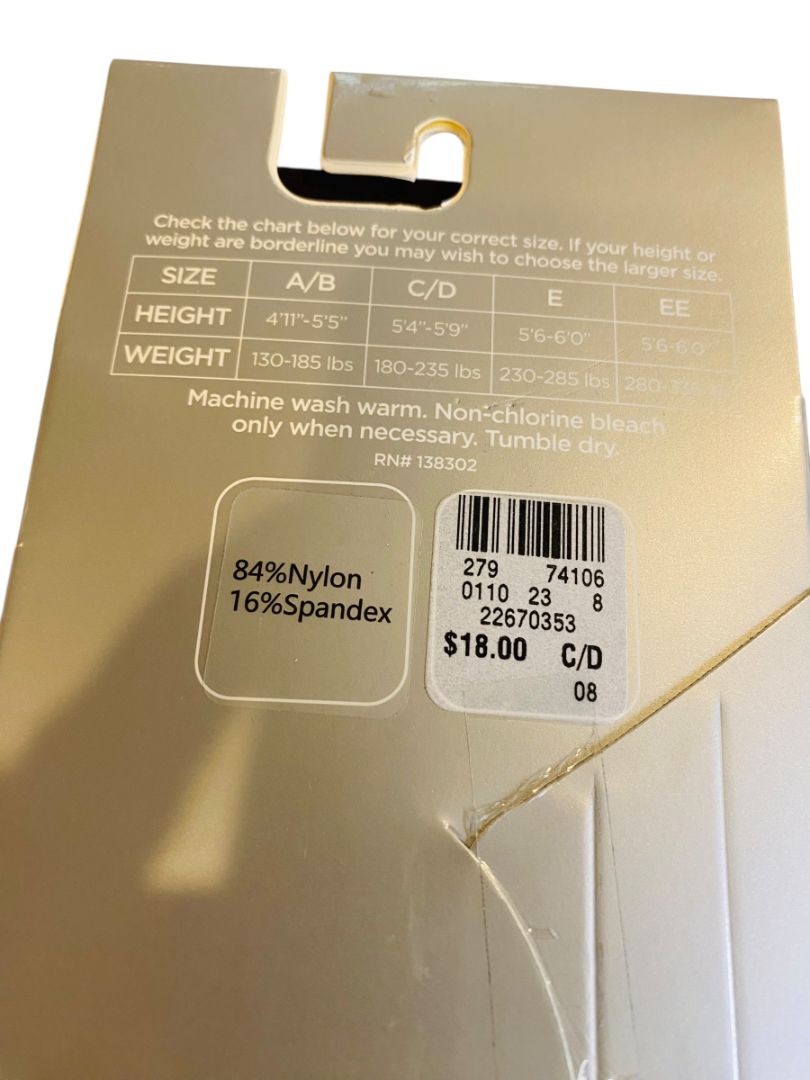 Check the chart below for your correct size. If your height or
weight are borderline you may wish to choose the larger size.
SIZE A/B C/D E EE
HEIGHT 4'11"-5'5" 5'4"-5'9" 5'6-6'0" 5'6-6'0"
WEIGHT 130-185 lbs 180-235 lbs 230-285 lbs 280-
Machine wash warm. Non-chlorine bleach
only when necessary. Tumble dry.
RN# 138302
84%Nylon
16%Spandex
279 74106
0110 23 8
22670353
$18.00 C/D
08